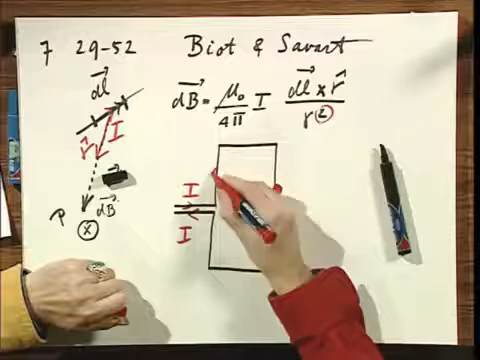 7 29-52 Biot & Savart
dl
dB = μ₀/4π I dl x r̂ / r²
I
r̂
P
dB
x
I
I